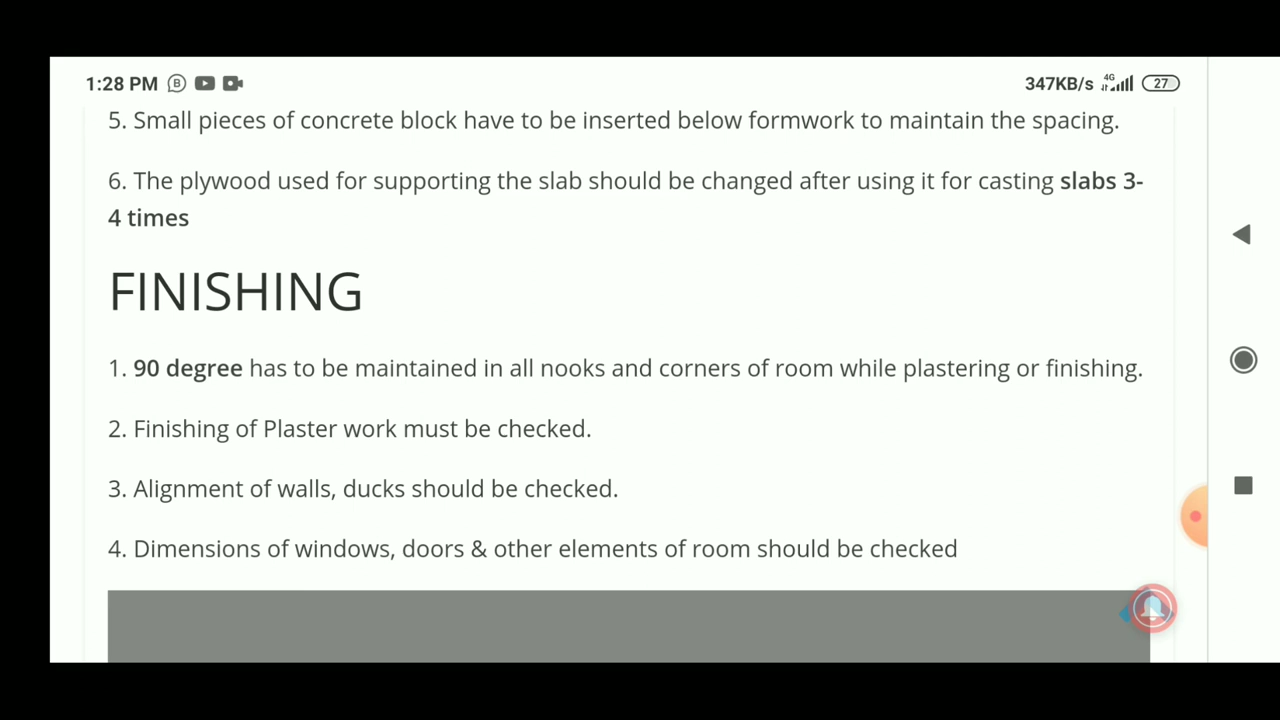 1:28 PM B 347KB/s 4G 27
5. Small pieces of concrete block have to be inserted below formwork to maintain the spacing.
6. The plywood used for supporting the slab should be changed after using it for casting slabs 3-
4 times
FINISHING
1. 90 degree has to be maintained in all nooks and corners of room while plastering or finishing.
2. Finishing of Plaster work must be checked.
3. Alignment of walls, ducks should be checked.
4. Dimensions of windows, doors & other elements of room should be checked